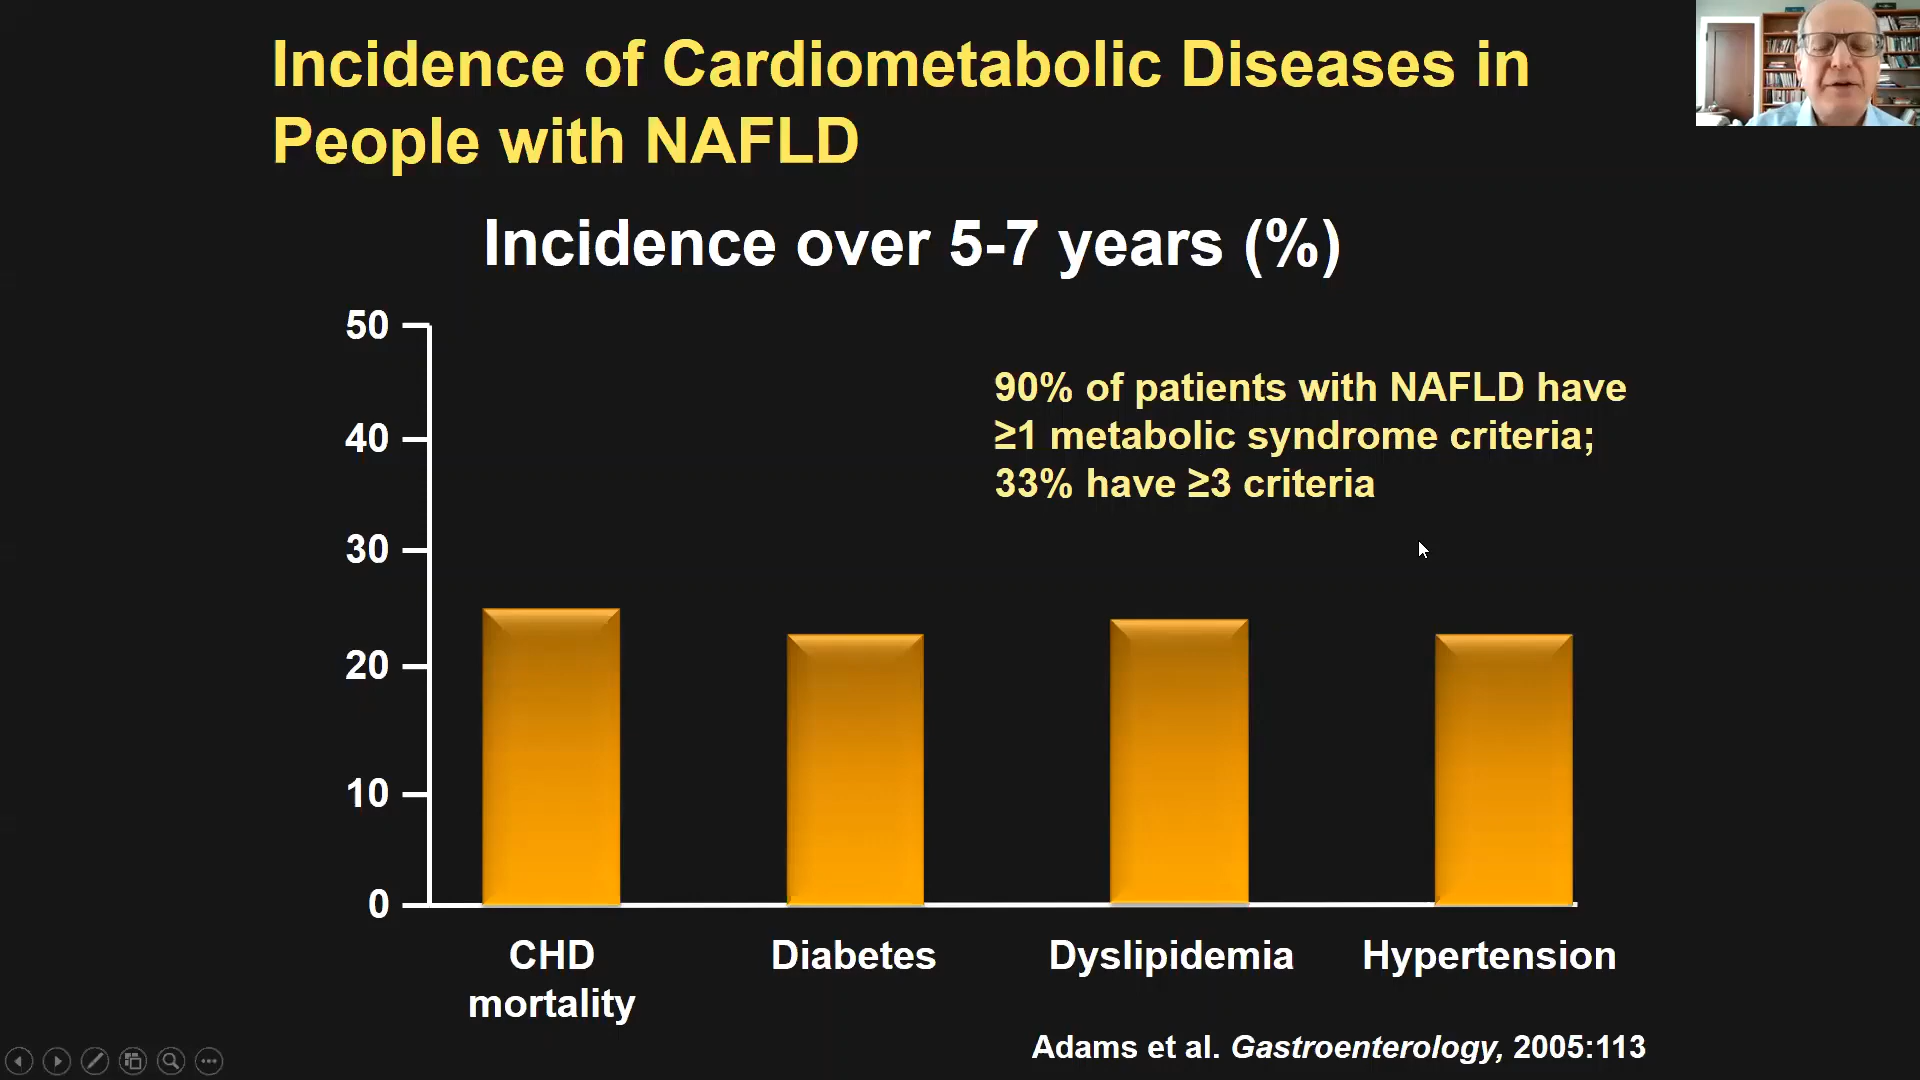 Incidence of Cardiometabolic Diseases in
People with NAFLD
Incidence over 5-7 years (%)
50
40
30
20
10
0
90% of patients with NAFLD have
≥1 metabolic syndrome criteria;
33% have ≥3 criteria
CHD
mortality
Diabetes
Dyslipidemia
Hypertension
Adams et al. Gastroenterology, 2005:113